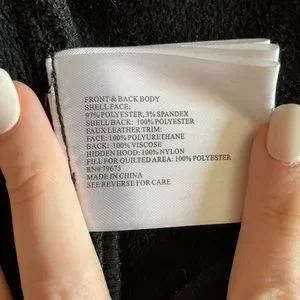 FRONT & BACK BODY
SHELL FACE:
97% POLYESTER, 3% SPANDEX
SHELL BACK: 100% POLYESTER
FAUX LEATHER TRIM:
FACE: 100% POLYURETHANE
BACK: 100% VISCOSE
HIDDEN HOOD: 100% NYLON
FILL FOR QUILTED AREA: 100% POLYESTER
RN# 79675
MADE IN CHINA
SEE REVERSE FOR CARE